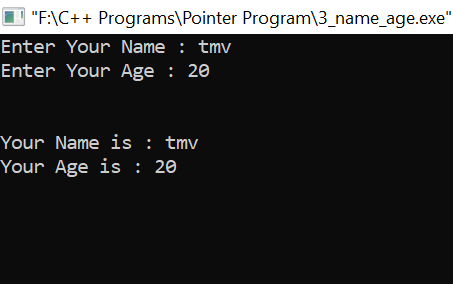 "F:\C++ Programs\Pointer Program\3_name_age.exe"
Enter Your Name : tmv
Enter Your Age : 20
Your Name is : tmv
Your Age is : 20